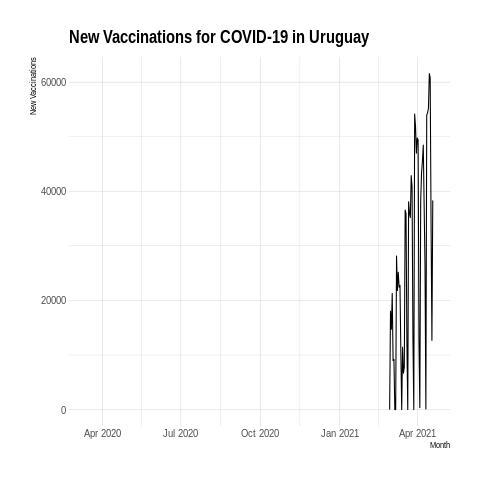 New Vaccinations for COVID-19 in Uruguay
New Vaccinations
60000
40000
20000
0
Apr 2020 Jul 2020 Oct 2020 Jan 2021 Apr 2021
Month